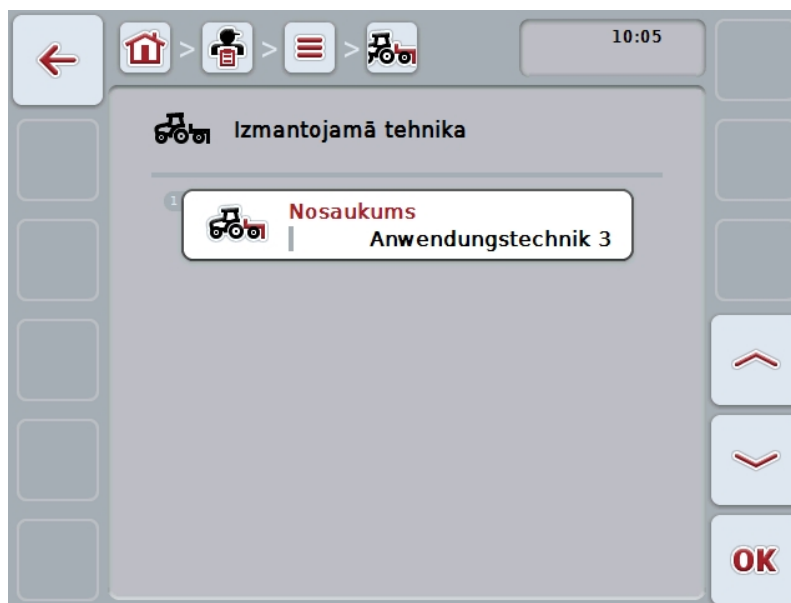 > > >
10:05
Izmantojamā tehnika
1
Nosaukums
Anwendungstechnik 3
OK